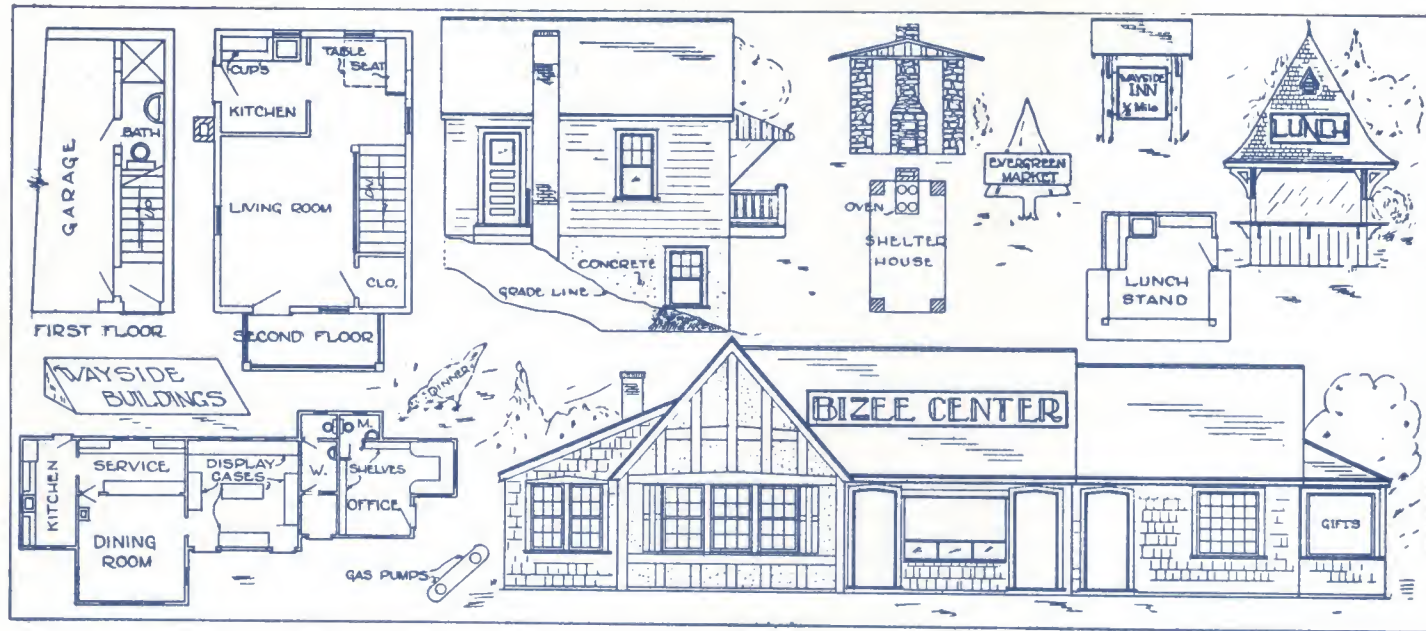 GARAGE
BATH
UP
FIRST FLOOR
CUP'S
TABLE
SEAT
KITCHEN
LIVING ROOM
DN
CLO.
SECOND FLOOR
CONCRETE
GRADE LINE
OVEN
SHELTER
HOUSE
EVERGREEN
MARKET
WAYSIDE
INN
½ Mile
LUNCH
LUNCH
STAND
WAYSIDE
BUILDINGS
DINNER
KITCHEN
SERVICE
DISPLAY
CASES
DINING
ROOM
W.
M.
SHELVES
OFFICE
GAS PUMPS
BIZEE CENTER
GIFTS